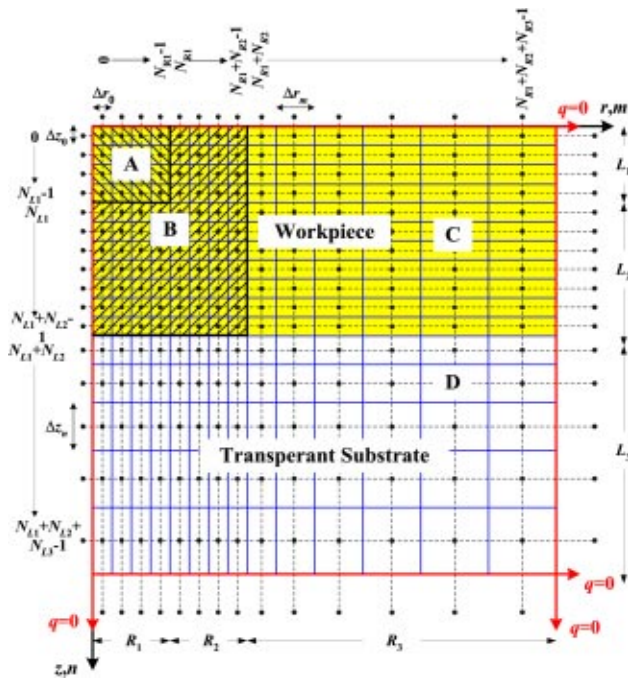 0
N_R1-1
N_R1
N_R1+N_R2-1
N_R1+N_R2
N_R1+N_R2+N_R3-1
Δr_0
Δr_m
q=0
r,m
0
Δz_0
A
L_1
N_L1-1
N_L1
B
Workpiece
C
N_L1+N_L2-
1
N_L1+N_L2
D
Δz_n
Transperant Substrate
N_L1+N_L2+
N_L3-1
q=0
q=0
q=0
R_1
R_2
R_3
z,n